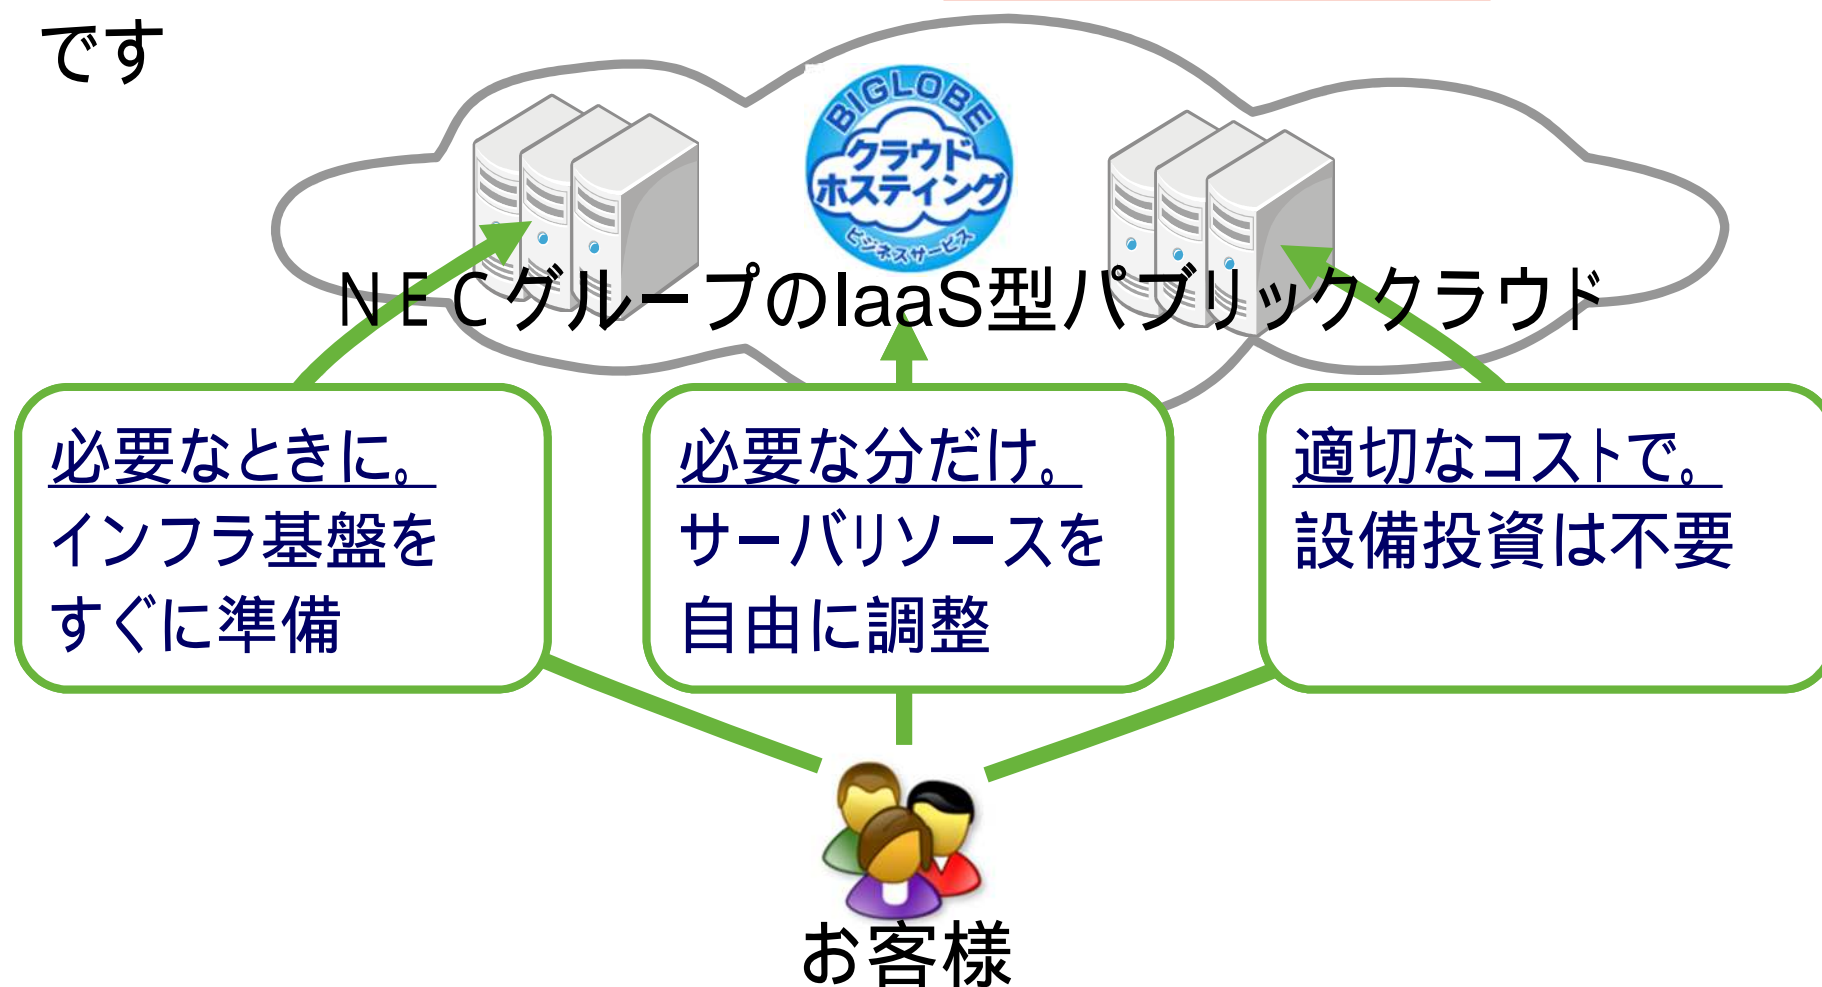 です
BIGLOBE
クラウド
ホスティング
ビジネスサービス
ＮＥＣグループのIaaS型パブリッククラウド
必要なときに。
インフラ基盤を
すぐに準備
必要な分だけ。
サーバリソースを
自由に調整
適切なコストで。
設備投資は不要
お客様